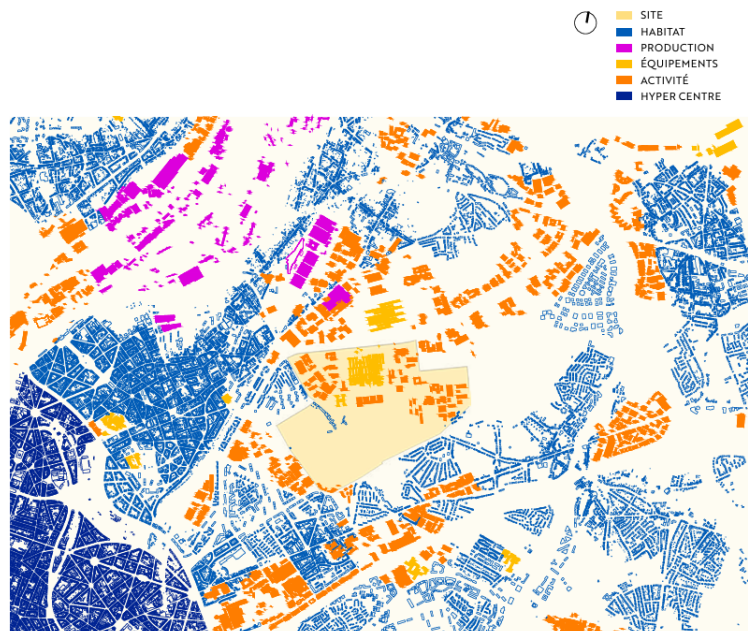 SITE
HABITAT
PRODUCTION
ÉQUIPEMENTS
ACTIVITÉ
HYPER CENTRE